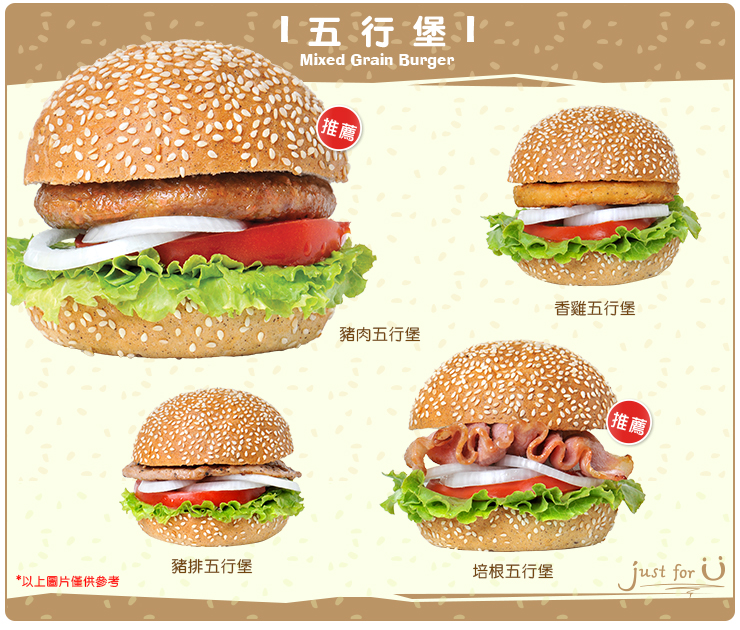 五行堡
Mixed Grain Burger
推薦
豬肉五行堡
香雞五行堡
豬排五行堡
推薦
培根五行堡
*以上圖片僅供參考
just for Ü